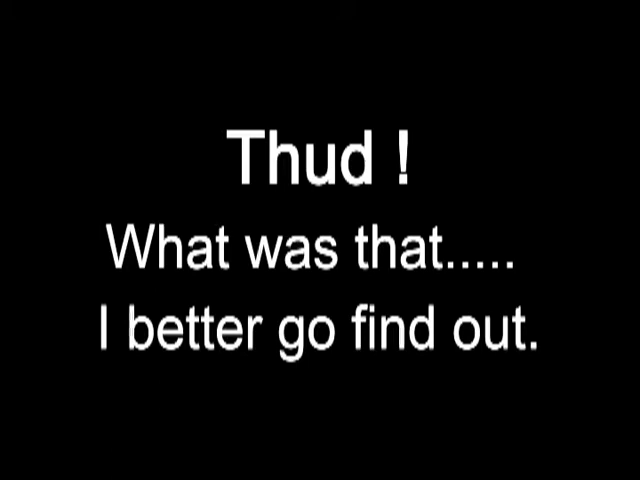 Thud !
What was that.....
I better go find out.